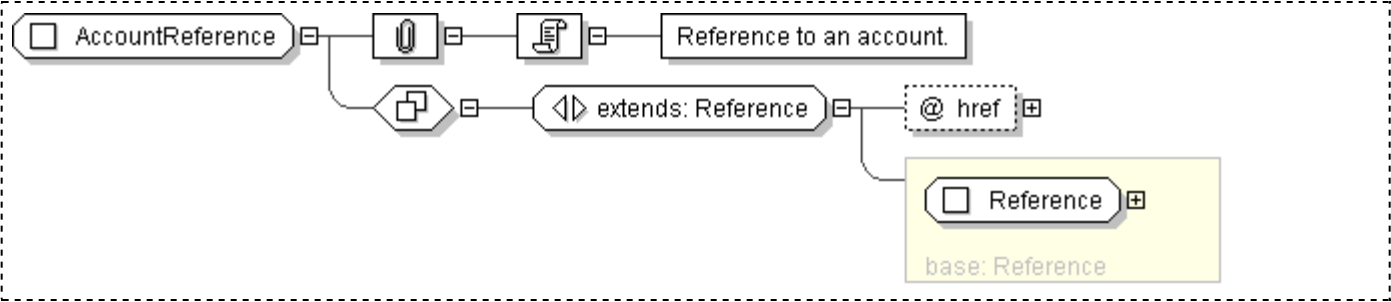 AccountReference
Reference to an account.
extends: Reference
@ href
Reference
base: Reference